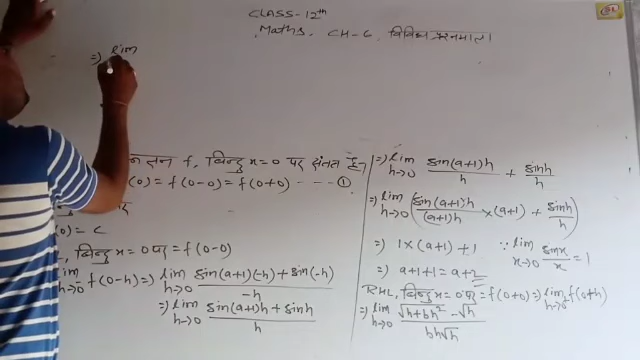 CLASS-12th
Maths CH-6 विविध प्रश्नमाला
=> lim
फलन f, बिन्दु x=0 पर संतत है-
(0) = f(0-0) = f(0+0) ----- ①
पर
(0) = C
बिन्दु x=0 पर = f(0-0)
lim h→0 f(0-h) => lim h→0 sin(a+1)(-h) + sin(-h) / -h
=> lim h→0 sin(a+1)h + sinh / h
=> lim h→0 sin(a+1)h / h + sinh / h
=> lim h→0 (sin(a+1)h / (a+1)h × (a+1) + sinh / h)
=> 1×(a+1)+1 ∵ lim x→0 sinx / x = 1
=> a+1+1 = a+2
RHL, बिन्दु x=0 पर = f(0+0) => lim h→0 f(0+h)
=> lim h→0 √h+bh² - √h / bh√h